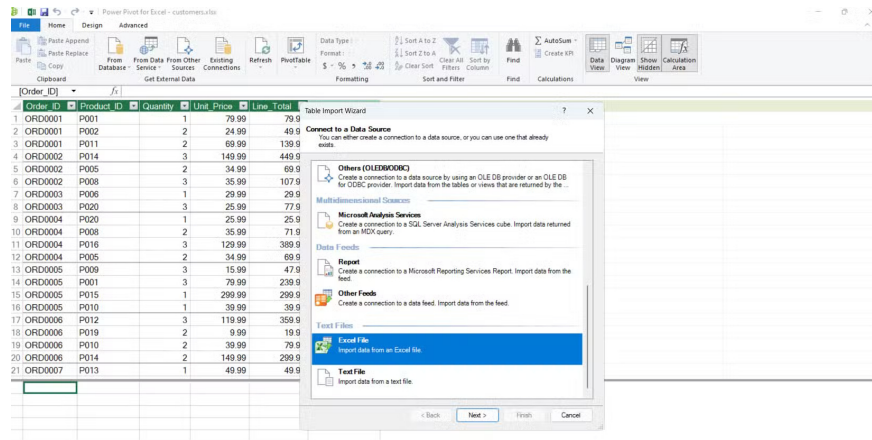 Power Pivot for Excel - customers.xlsx
File Home Design Advanced
Paste
Paste Append
Paste Replace
Copy
Clipboard
From Database
From Data Service
From Other Sources
Existing Connections
Get External Data
Refresh
PivotTable
Data Type :
Format :
$ % ,
Formatting
Sort A to Z
Sort Z to A
Clear Sort
Clear All Filters
Sort by Column
Sort and Filter
Find
Find
AutoSum
Create KPI
Calculations
Data View
Diagram View
Show Hidden
Calculation Area
View
[Order_ID] fx
Order_ID Product_ID Quantity Unit_Price Line_Total
1 ORD0001 P001 1 79.99 79.9
2 ORD0001 P002 2 24.99 49.9
3 ORD0001 P011 2 69.99 139.9
4 ORD0002 P014 3 149.99 449.9
5 ORD0002 P005 2 34.99 69.9
6 ORD0002 P008 3 35.99 107.9
7 ORD0003 P006 1 29.99 29.9
8 ORD0003 P020 3 25.99 77.9
9 ORD0004 P020 1 25.99 25.9
10 ORD0004 P008 2 35.99 71.9
11 ORD0004 P016 3 129.99 389.9
12 ORD0004 P005 2 34.99 69.9
13 ORD0005 P009 3 15.99 47.9
14 ORD0005 P001 3 79.99 239.9
15 ORD0005 P015 1 299.99 299.9
16 ORD0005 P010 1 39.99 39.9
17 ORD0006 P012 3 119.99 359.9
18 ORD0006 P019 2 9.99 19.9
19 ORD0006 P010 2 39.99 79.9
20 ORD0006 P014 2 149.99 299.9
21 ORD0007 P013 1 49.99 49.9
Table Import Wizard ? ×
Connect to a Data Source
You can either create a connection to a data source, or you can use one that already
exists.
Others (OLEDB/ODBC)
Create a connection to a data source by using an OLE DB provider or an OLE DB
for ODBC provider. Import data from the tables or views that are returned by the ...
Multidimensional Sources
Microsoft Analysis Services
Create a connection to a SQL Server Analysis Services cube. Import data returned
from an MDX query.
Data Feeds
Report
Create a connection to a Microsoft Reporting Services Report. Import data from the
feed.
Other Feeds
Create a connection to a data feed. Import data from the feed.
Text Files
Excel File
Import data from an Excel file.
Text File
Import data from a text file.
< Back Next > Finish Cancel